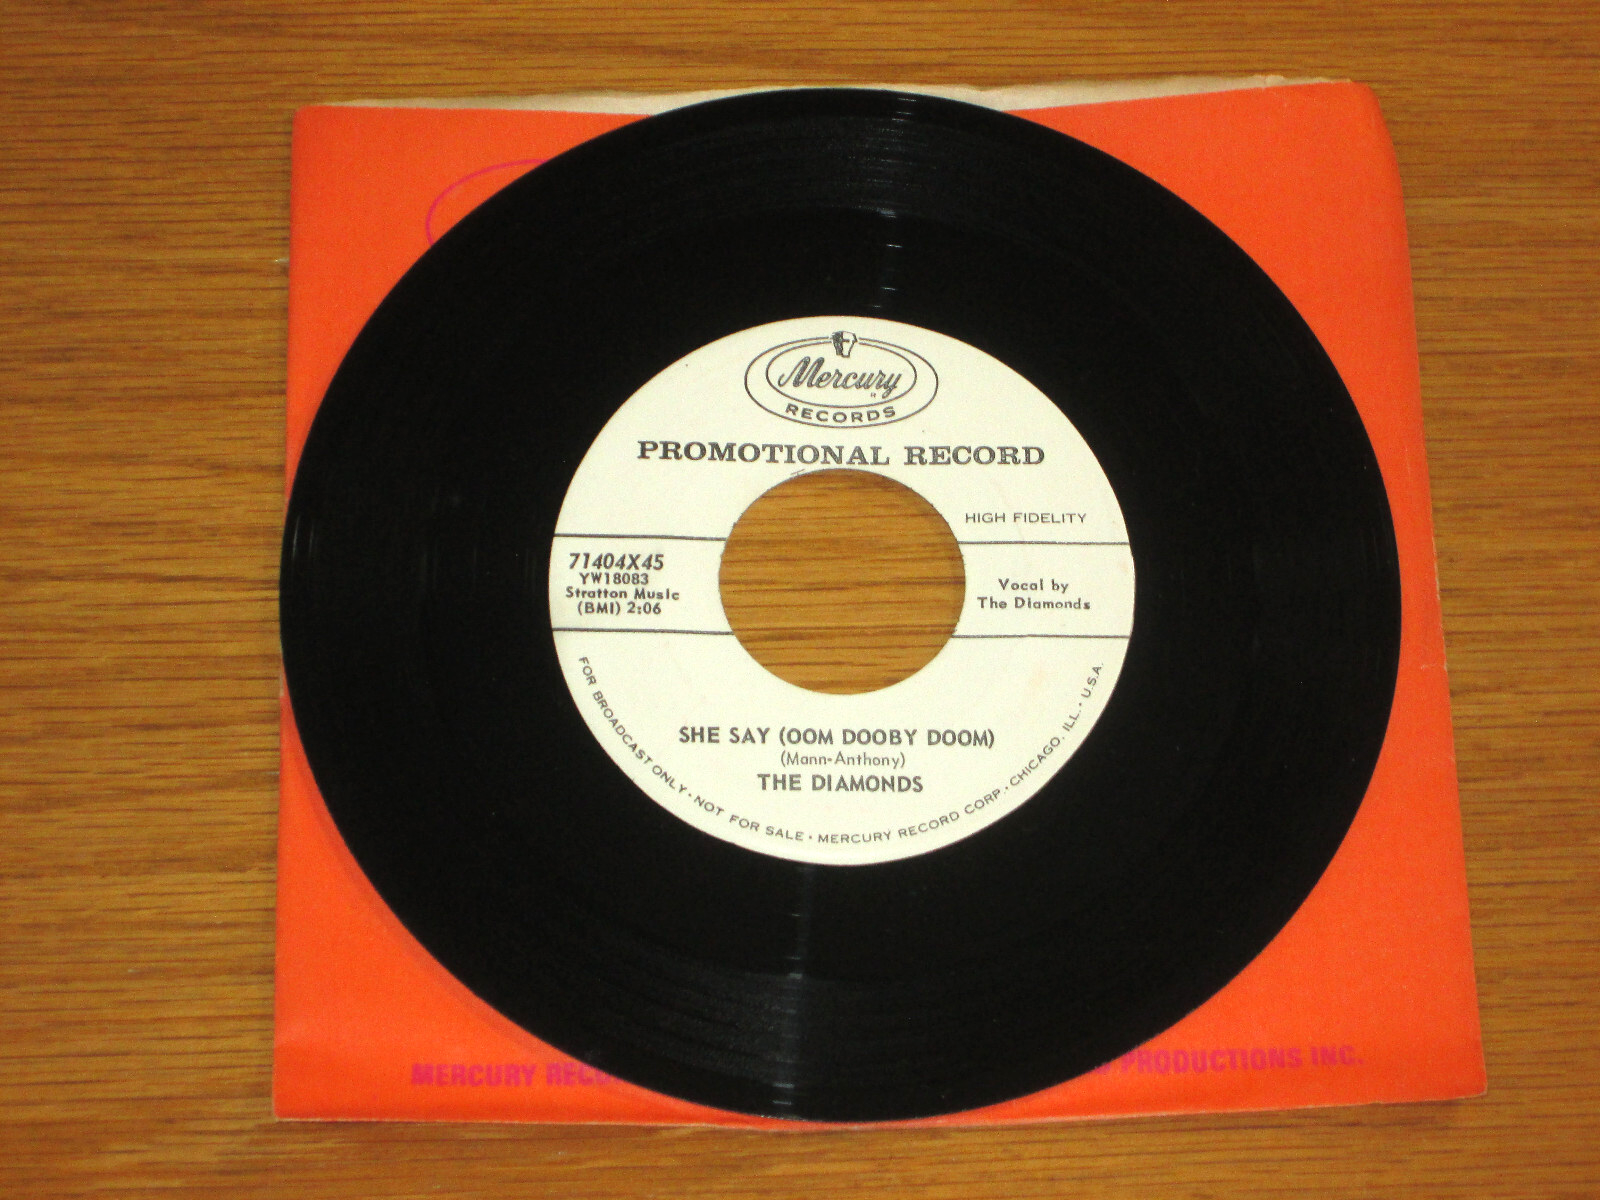 Mercury
RECORDS
PROMOTIONAL RECORD
HIGH FIDELITY
71404X45
YW18083
Stratton Music
(BMI) 2:06
Vocal by
The Diamonds
SHE SAY (OOM DOOBY DOOM)
(Mann-Anthony)
THE DIAMONDS
FOR BROADCAST ONLY • NOT FOR SALE • MERCURY RECORD CORP. • CHICAGO, ILL. • U.S.A.
MERCURY PRODUCTIONS INC.